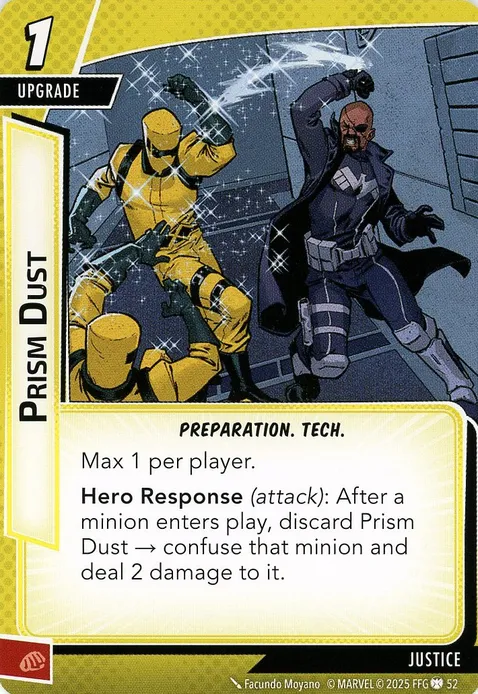 1
UPGRADE
PRISM DUST
PREPARATION. TECH.
Max 1 per player.
Hero Response (attack): After a
minion enters play, discard Prism
Dust → confuse that minion and
deal 2 damage to it.
JUSTICE
Facundo Moyano © MARVEL © 2025 FFG 52